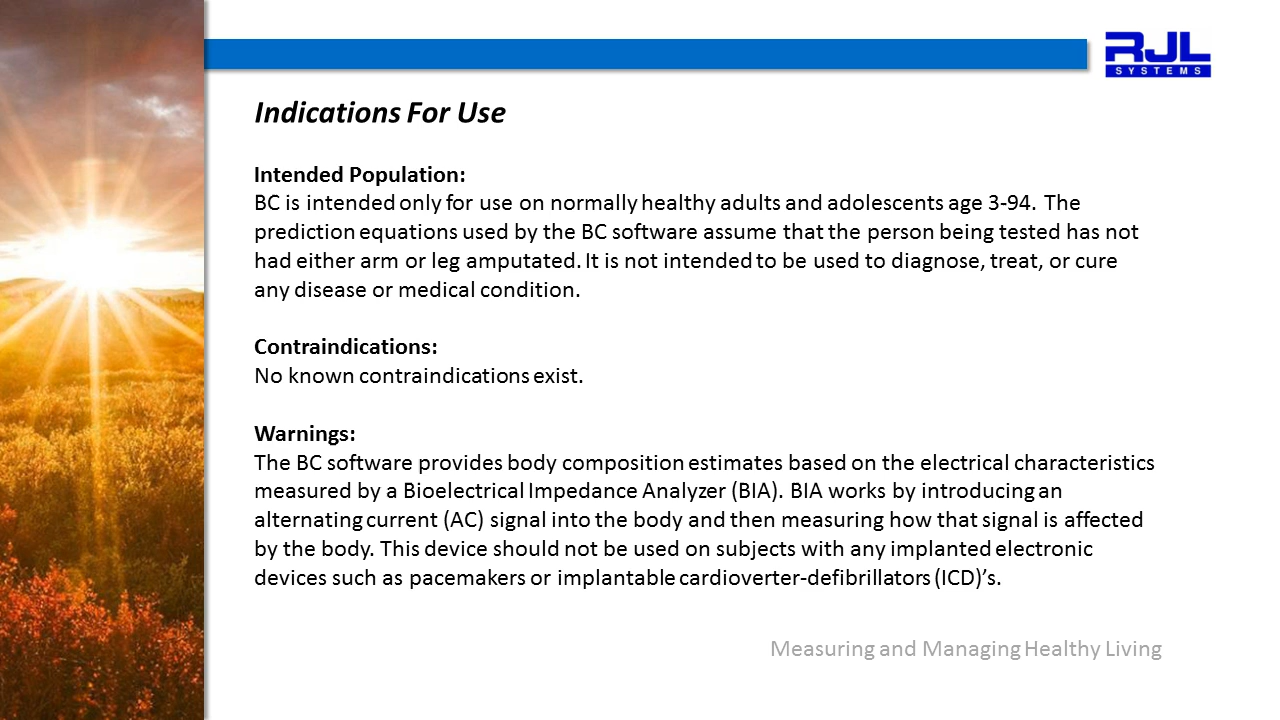 RJL
SYSTEMS
Indications For Use
Intended Population:
BC is intended only for use on normally healthy adults and adolescents age 3-94. The
prediction equations used by the BC software assume that the person being tested has not
had either arm or leg amputated. It is not intended to be used to diagnose, treat, or cure
any disease or medical condition.
Contraindications:
No known contraindications exist.
Warnings:
The BC software provides body composition estimates based on the electrical characteristics
measured by a Bioelectrical Impedance Analyzer (BIA). BIA works by introducing an
alternating current (AC) signal into the body and then measuring how that signal is affected
by the body. This device should not be used on subjects with any implanted electronic
devices such as pacemakers or implantable cardioverter-defibrillators (ICD)’s.
Measuring and Managing Healthy Living